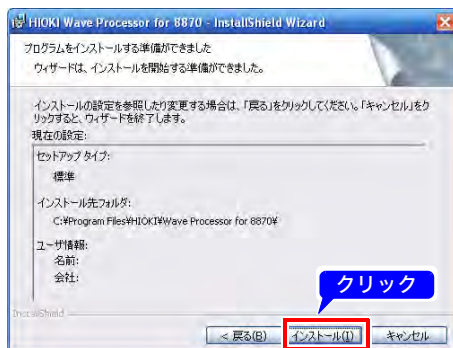 HIOKI Wave Processor for 8870 - InstallShield Wizard
プログラムをインストールする準備ができました
ウィザードは、インストールを開始する準備ができました。
インストールの設定を参照したり変更する場合は、「戻る」をクリックしてください。「キャンセル」をク
リックすると、ウィザードを終了します。
現在の設定:
セットアップ タイプ:
標準
インストール先フォルダ:
C:¥Program Files¥HIOKI¥Wave Processor for 8870¥
ユーザ情報:
名前:
会社:
クリック
InstallShield
< 戻る(B)
インストール(I)
キャンセル